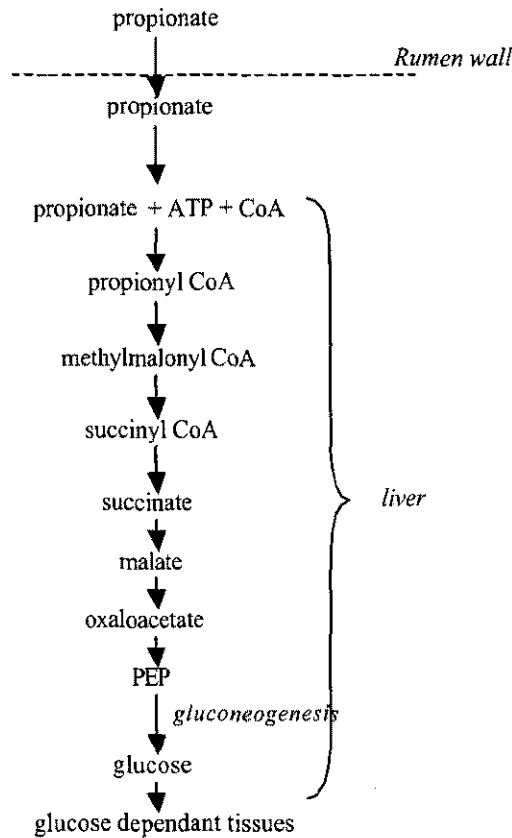 propionate
Rumen wall
propionate
propionate + ATP + CoA
propionyl CoA
methylmalonyl CoA
succinyl CoA
succinate
liver
malate
oxaloacetate
PEP
gluconeogenesis
glucose
glucose dependant tissues